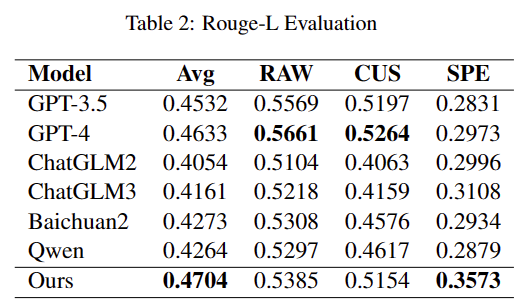 Table 2: Rouge-L Evaluation
Model Avg RAW CUS SPE
GPT-3.5 0.4532 0.5569 0.5197 0.2831
GPT-4 0.4633 0.5661 0.5264 0.2973
ChatGLM2 0.4054 0.5104 0.4063 0.2996
ChatGLM3 0.4161 0.5218 0.4159 0.3108
Baichuan2 0.4273 0.5308 0.4576 0.2934
Qwen 0.4264 0.5297 0.4617 0.2879
Ours 0.4704 0.5385 0.5154 0.3573